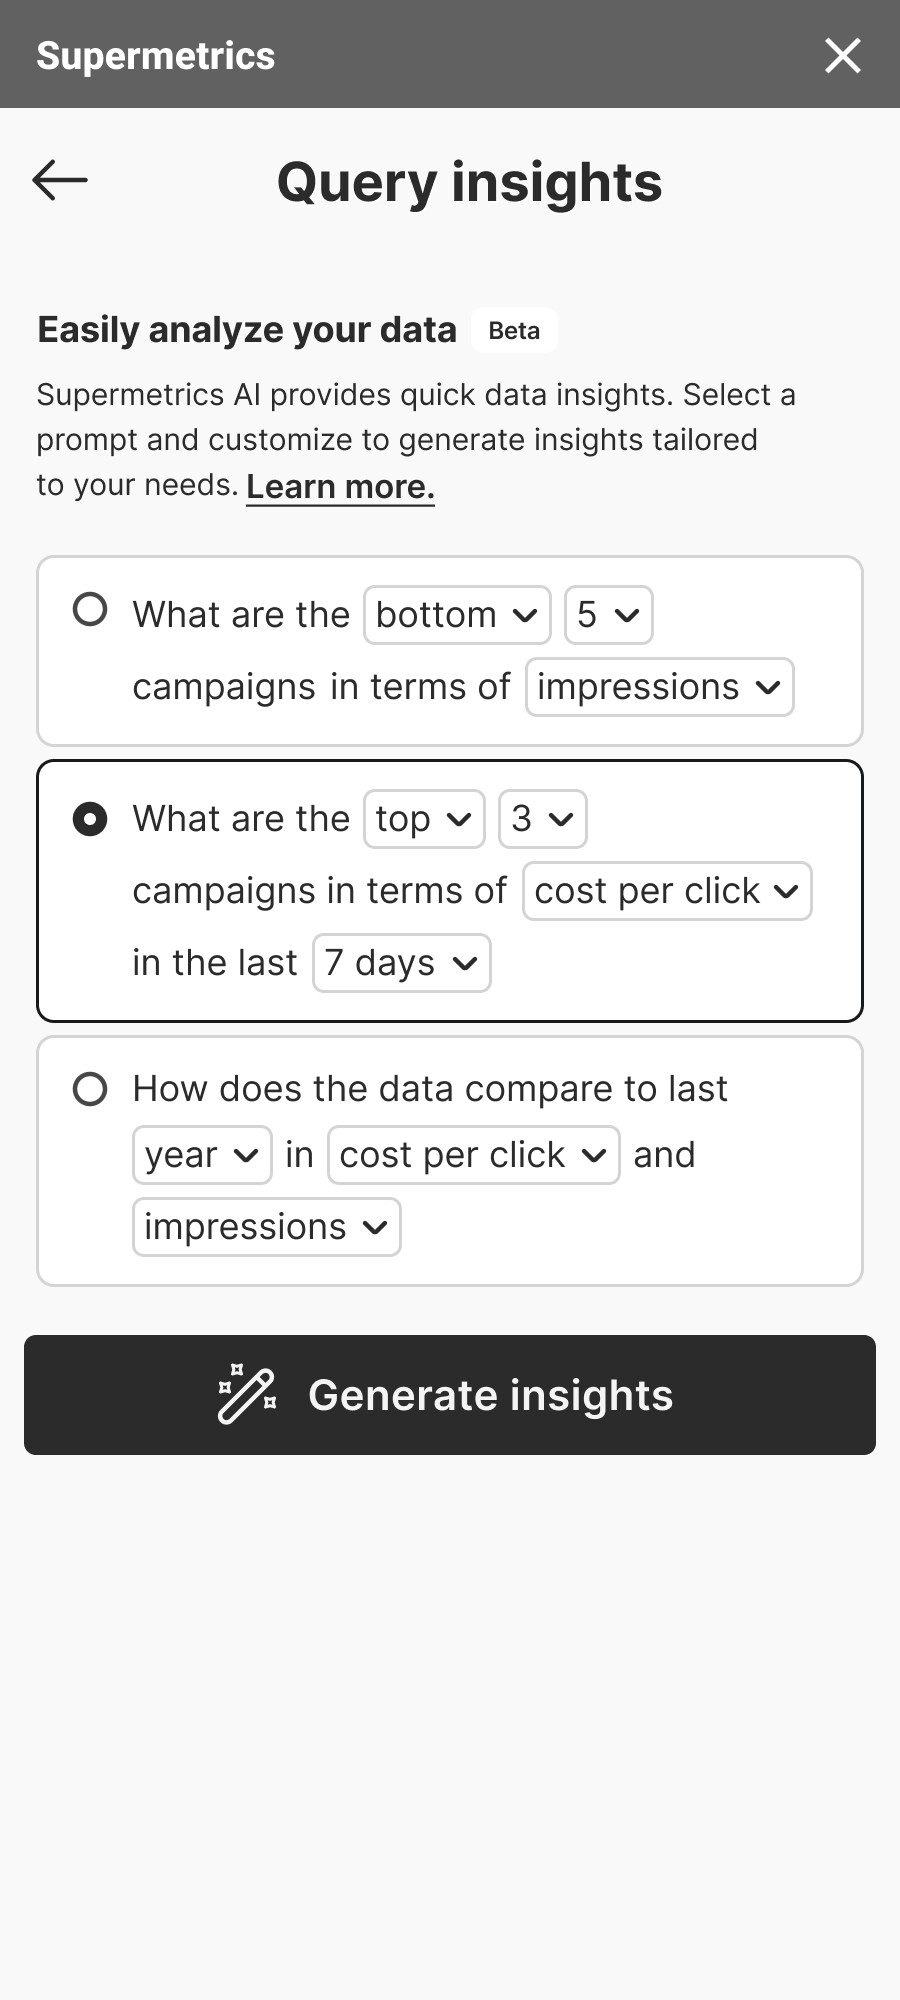 Supermetrics
Query insights
Easily analyze your data Beta
Supermetrics AI provides quick data insights. Select a
prompt and customize to generate insights tailored
to your needs. Learn more.
What are the bottom 5
campaigns in terms of impressions
What are the top 3
campaigns in terms of cost per click
in the last 7 days
How does the data compare to last
year in cost per click and
impressions
Generate insights